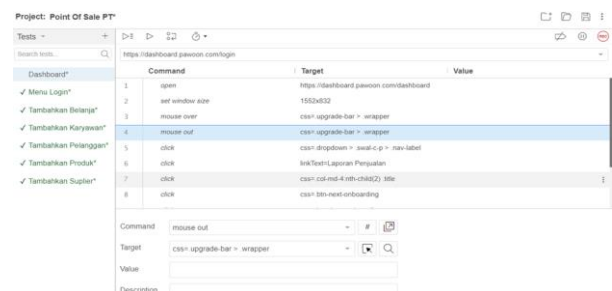 Project: Point Of Sale PT*
Tests +
Search tests...
https://dashboard.pawoon.com/login
Command Target Value
Dashboard*
✓ Menu Login*
✓ Tambahkan Belanja*
✓ Tambahkan Karyawan*
✓ Tambahkan Pelanggan*
✓ Tambahkan Produk*
✓ Tambahkan Suplier*
1 open https://dashboard.pawoon.com/dashboard
2 set window size 1552x832
3 mouse over css=.upgrade-bar > .wrapper
4 mouse out css=.upgrade-bar > .wrapper
5 click css=.dropdown > .swal-c-p > .nav-label
6 click linkText=Laporan Penjualan
7 click css=.col-md-4:nth-child(2) .title
8 click css=.btn-next-onboarding
Command mouse out
Target css=.upgrade-bar > .wrapper
Value
Description